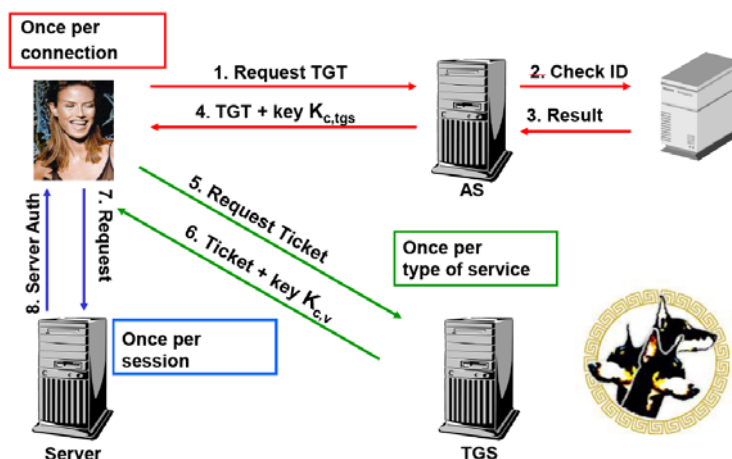 Once per
connection
1. Request TGT
2. Check ID
4. TGT + key Kc,tgs
3. Result
AS
5. Request Ticket
6. Ticket + key Kc,v
7. Request
8. Server Auth
Once per
type of service
Once per
session
Server
TGS